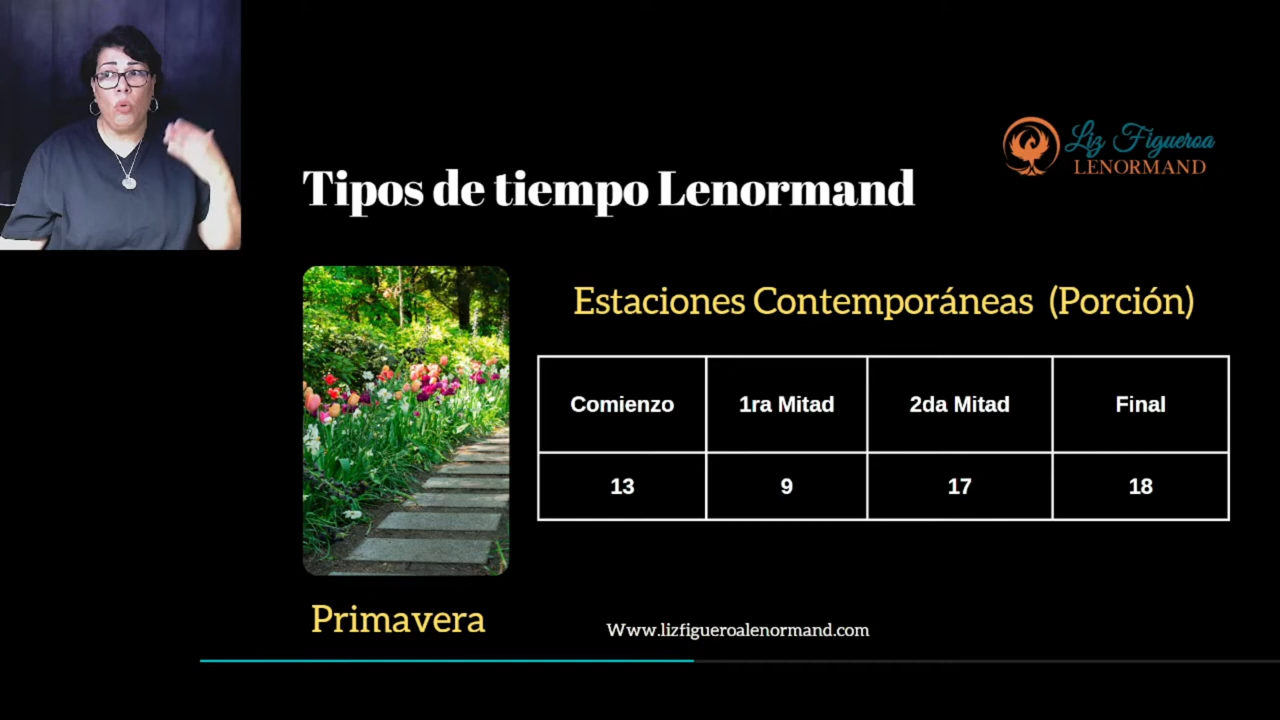 Liz Figueroa
LENORMAND
Tipos de tiempo Lenormand
Estaciones Contemporáneas (Porción)
Comienzo 1ra Mitad 2da Mitad Final
13 9 17 18
Primavera
Www.lizfigueroalenormand.com